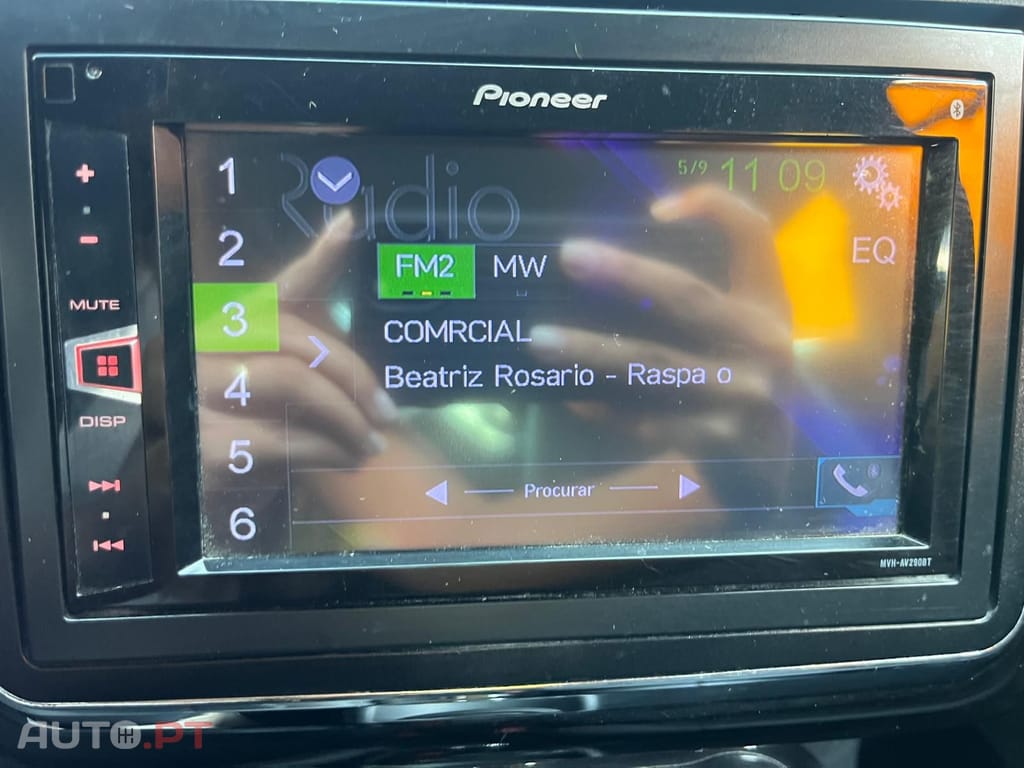 Pioneer
+
-
MUTE
DISP
1
2
3
4
5
6
Radio
5/9 11 09
EQ
FM2 MW
COMRCIAL
Beatriz Rosario - Raspa o
Procurar
MVH-AV290BT
AUTO.PT